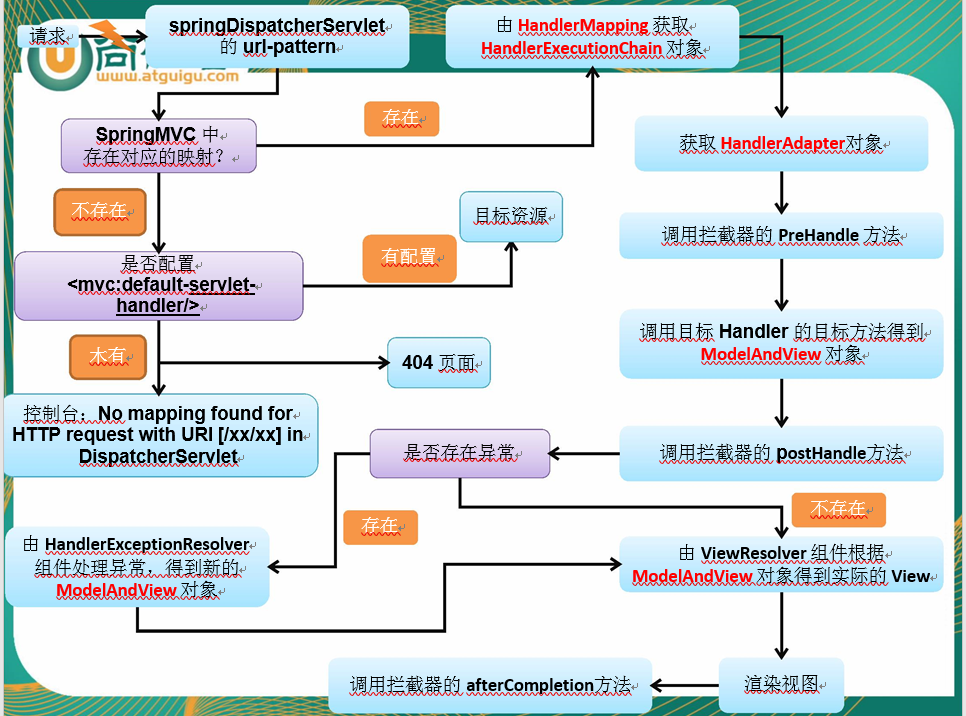 请求
springDispatcherServlet
的 url-pattern
由 HandlerMapping 获取
HandlerExecutionChain 对象
www.atguigu.com
SpringMVC 中
存在对应的映射？
存在
获取 HandlerAdapter对象
不存在
目标资源
调用拦截器的 PreHandle 方法
是否配置
<mvc:default-servlet-
handler/>
有配置
调用目标 Handler 的目标方法得到
ModelAndView 对象
木有
404 页面
控制台：No mapping found for
HTTP request with URI [/xx/xx] in
DispatcherServlet
是否存在异常
调用拦截器的 postHandle方法
存在
不存在
由 HandlerExceptionResolver
组件处理异常，得到新的
ModelAndView 对象
由 ViewResolver 组件根据
ModelAndView 对象得到实际的 View
调用拦截器的 afterCompletion方法
渲染视图